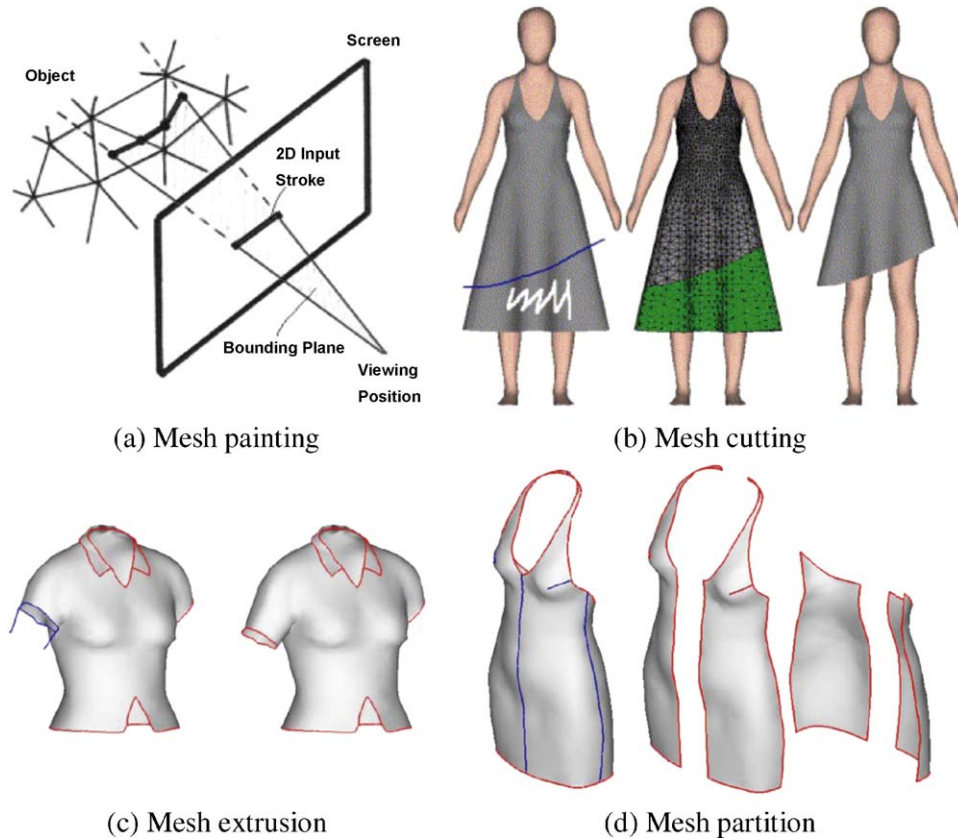 Screen
Object
2D Input
Stroke
Bounding Plane
Viewing
Position
(a) Mesh painting
(b) Mesh cutting
(c) Mesh extrusion
(d) Mesh partition